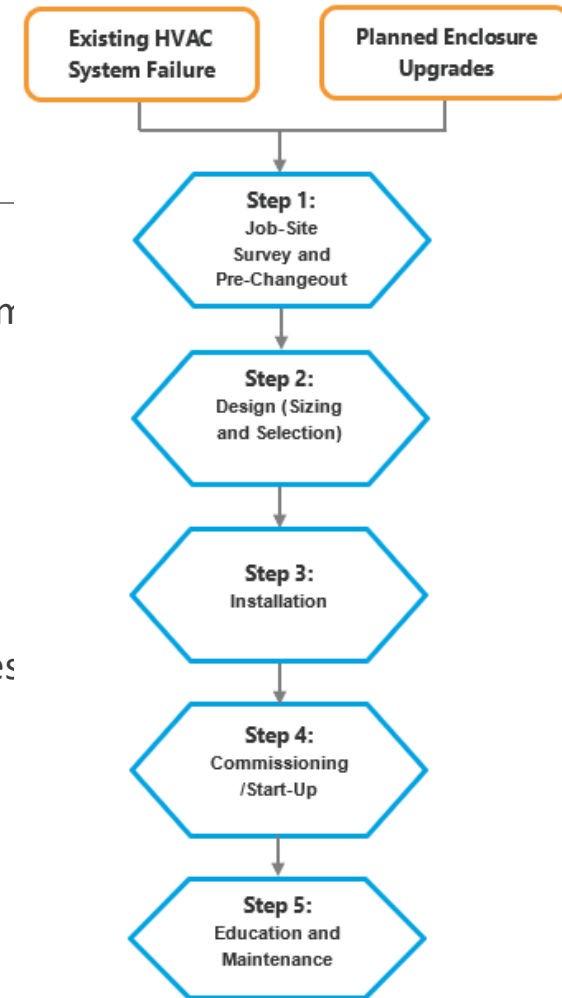 Existing HVAC
System Failure
Planned Enclosure
Upgrades
Step 1:
Job-Site
Survey and
Pre-Changeout
Step 2:
Design (Sizing
and Selection)
Step 3:
Installation
Step 4:
Commissioning
/Start-Up
Step 5:
Education and
Maintenance